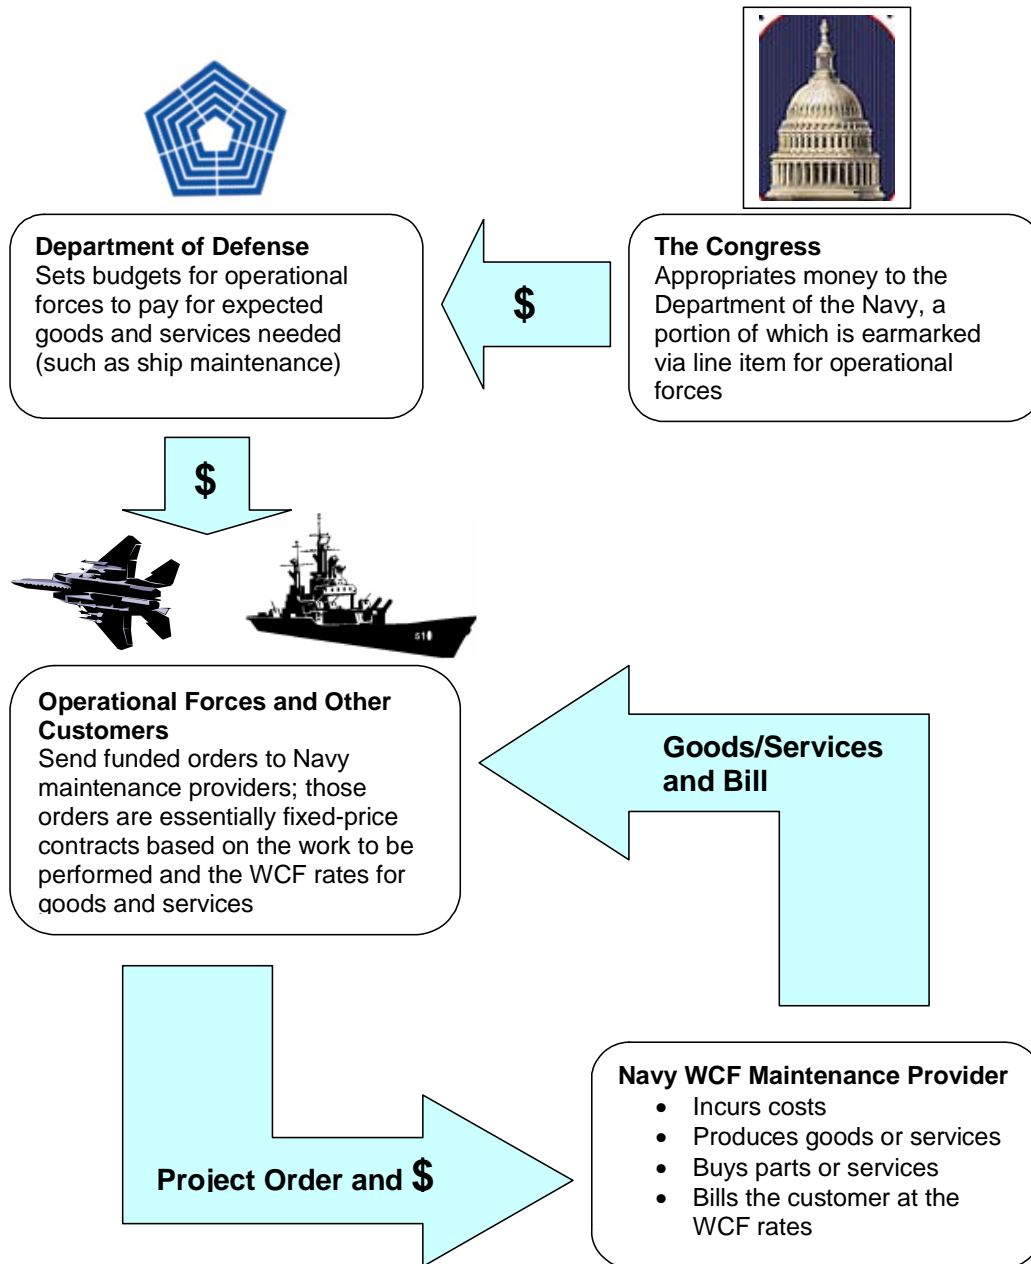 Department of Defense
Sets budgets for operational
forces to pay for expected
goods and services needed
(such as ship maintenance)
$
The Congress
Appropriates money to the
Department of the Navy, a
portion of which is earmarked
via line item for operational
forces
$
Operational Forces and Other
Customers
Send funded orders to Navy
maintenance providers; those
orders are essentially fixed-price
contracts based on the work to be
performed and the WCF rates for
goods and services
Goods/Services
and Bill
Project Order and $
Navy WCF Maintenance Provider
• Incurs costs
• Produces goods or services
• Buys parts or services
• Bills the customer at the
WCF rates